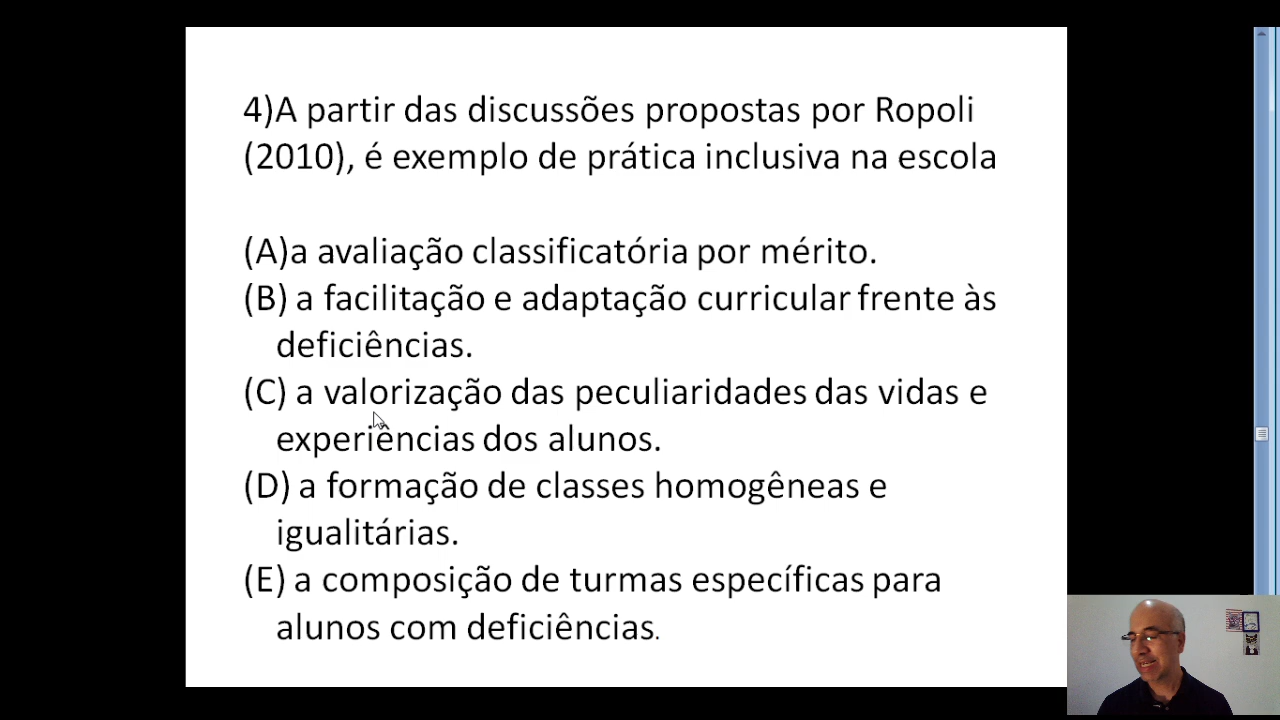 4)A partir das discussões propostas por Ropoli
(2010), é exemplo de prática inclusiva na escola
(A)a avaliação classificatória por mérito.
(B) a facilitação e adaptação curricular frente às
deficiências.
(C) a valorização das peculiaridades das vidas e
experiências dos alunos.
(D) a formação de classes homogêneas e
igualitárias.
(E) a composição de turmas específicas para
alunos com deficiências.